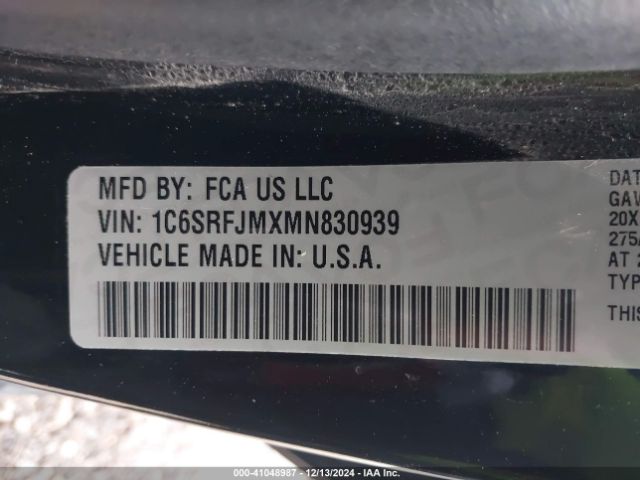 MFD BY: FCA US LLC
VIN: 1C6SRFJMXMN830939
VEHICLE MADE IN: U.S.A.
DAT
GAV
20X
275/
AT 2
TYP
THIS
000-41048987 - 12/13/2024 - IAA Inc.